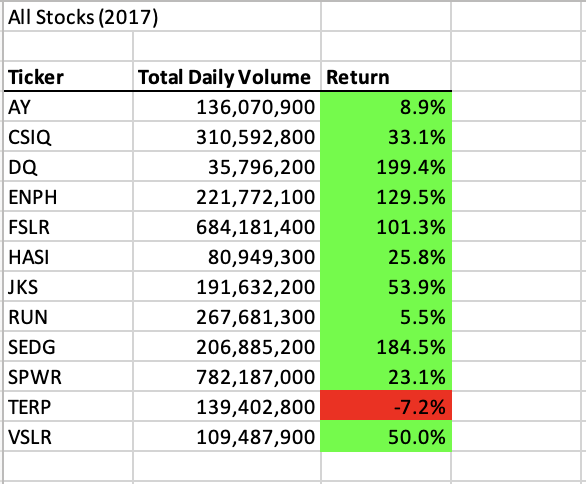 All Stocks (2017)
Ticker Total Daily Volume Return
AY 136,070,900 8.9%
CSIQ 310,592,800 33.1%
DQ 35,796,200 199.4%
ENPH 221,772,100 129.5%
FSLR 684,181,400 101.3%
HASI 80,949,300 25.8%
JKS 191,632,200 53.9%
RUN 267,681,300 5.5%
SEDG 206,885,200 184.5%
SPWR 782,187,000 23.1%
TERP 139,402,800 -7.2%
VSLR 109,487,900 50.0%